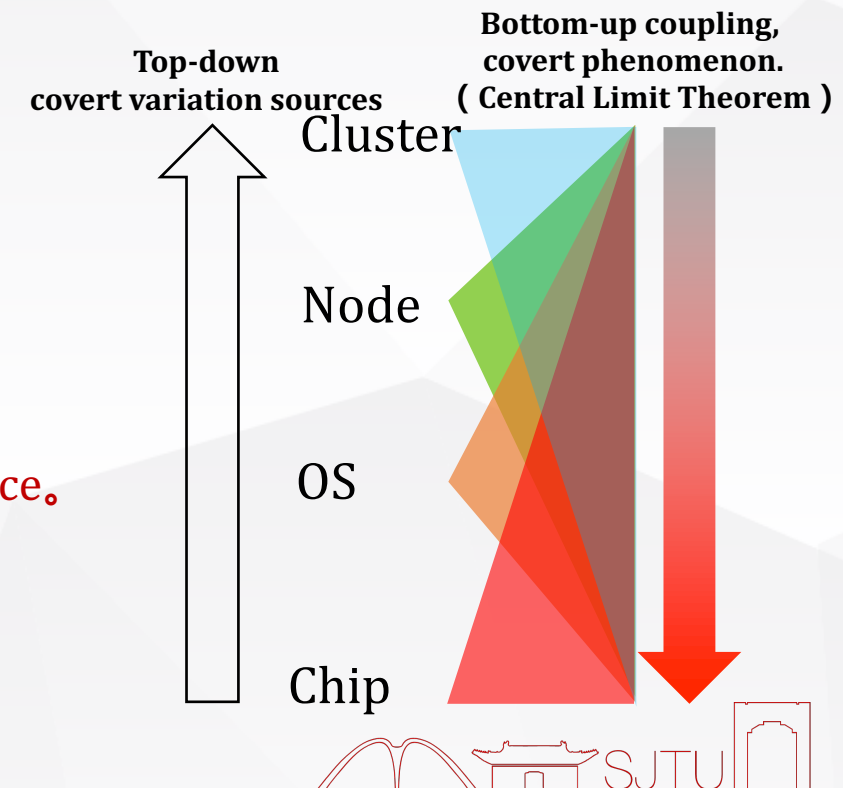 Top-down
covert variation sources
Bottom-up coupling,
covert phenomenon.
( Central Limit Theorem )
Cluster
Node
ce。
OS
Chip
SJTU